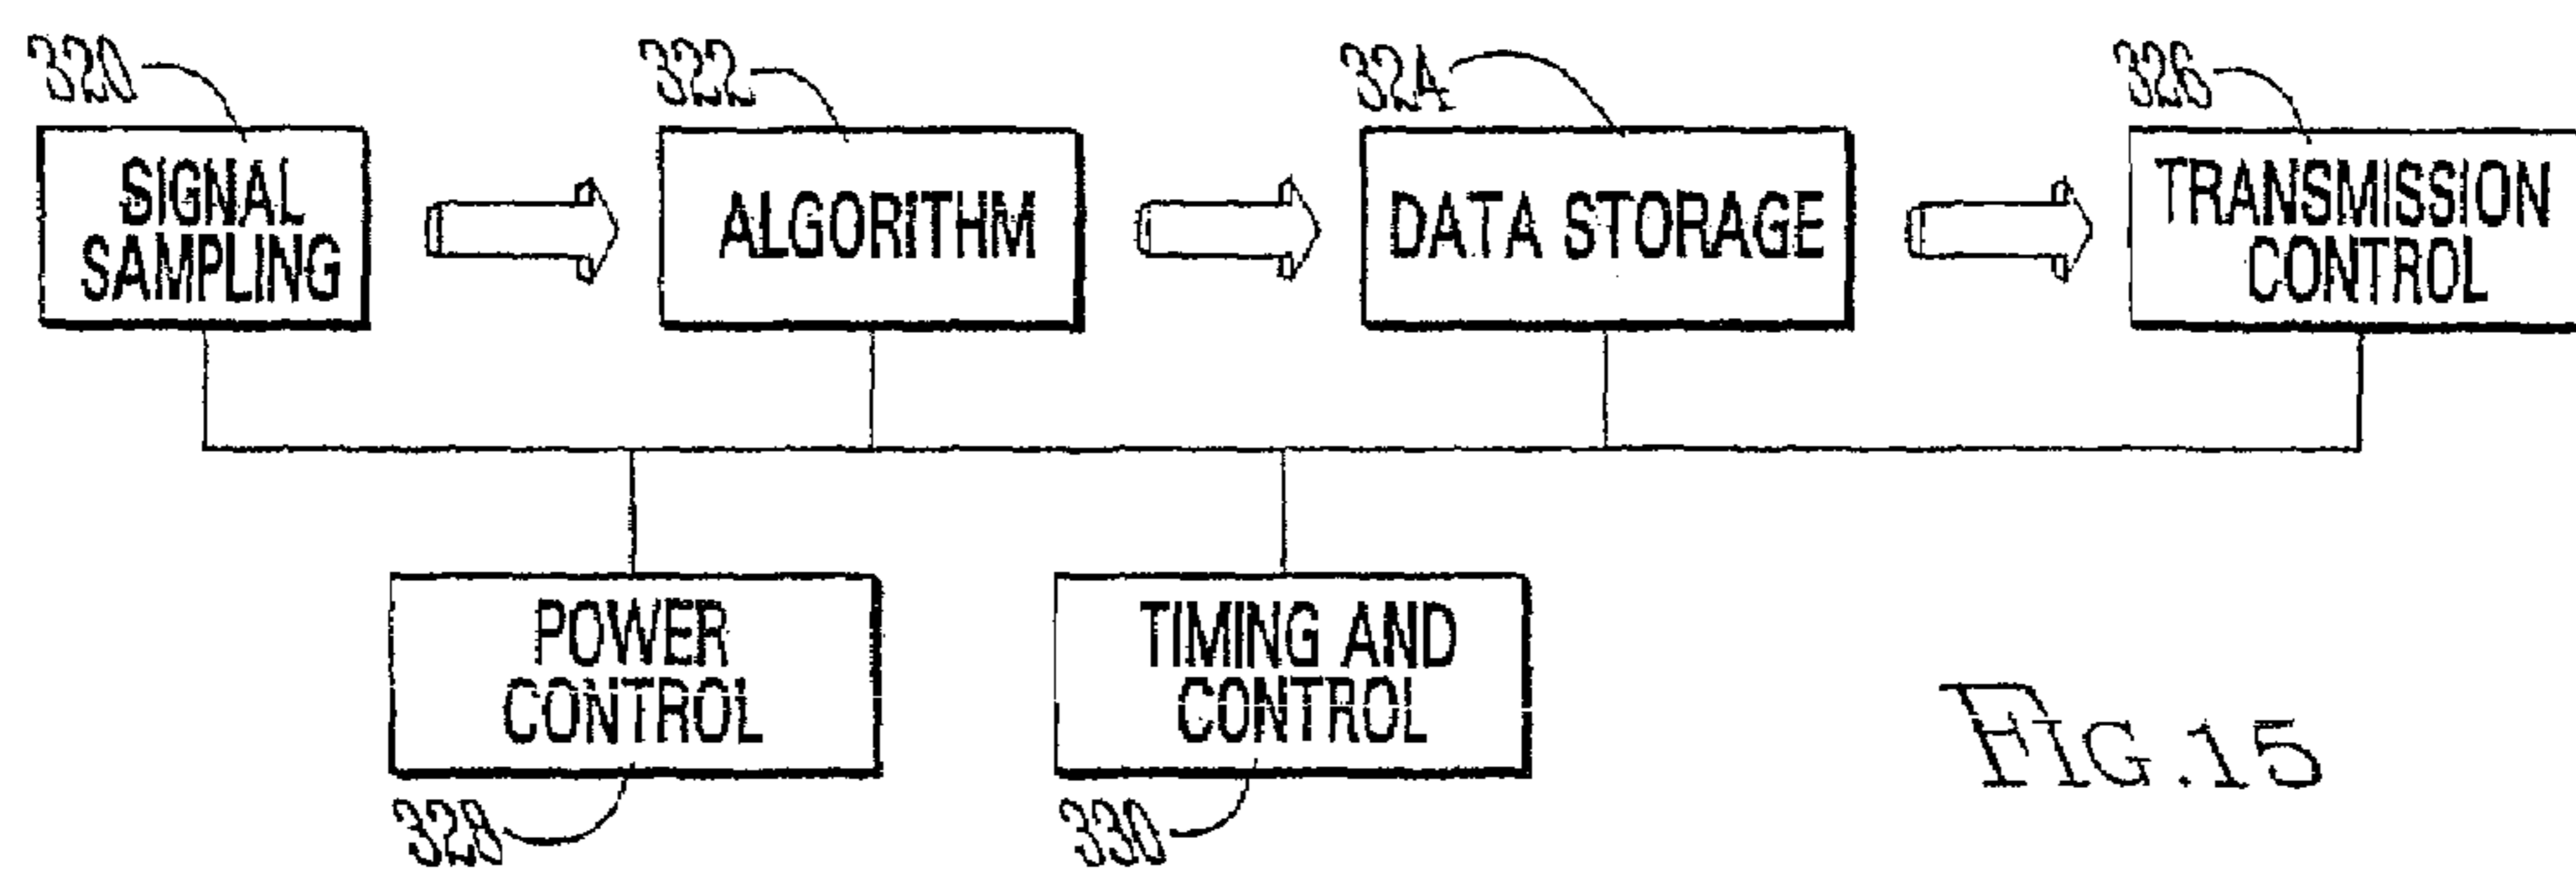 320
322
324
326
SIGNAL
SAMPLING
ALGORITHM
DATA STORAGE
TRANSMISSION
CONTROL
POWER
CONTROL
TIMING AND
CONTROL
328
330
FIG. 15